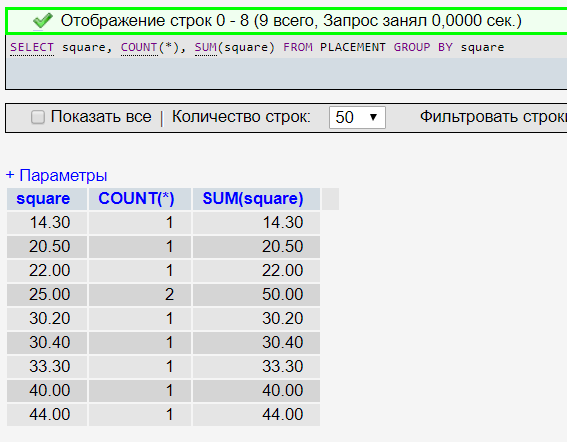 Отображение строк 0 - 8 (9 всего, Запрос занял 0,0000 сек.)
SELECT square, COUNT(*), SUM(square) FROM PLACEMENT GROUP BY square
Показать все | Количество строк: 50 Фильтровать
+ Параметры
square COUNT(*) SUM(square)
14.30 1 14.30
20.50 1 20.50
22.00 1 22.00
25.00 2 50.00
30.20 1 30.20
30.40 1 30.40
33.30 1 33.30
40.00 1 40.00
44.00 1 44.00